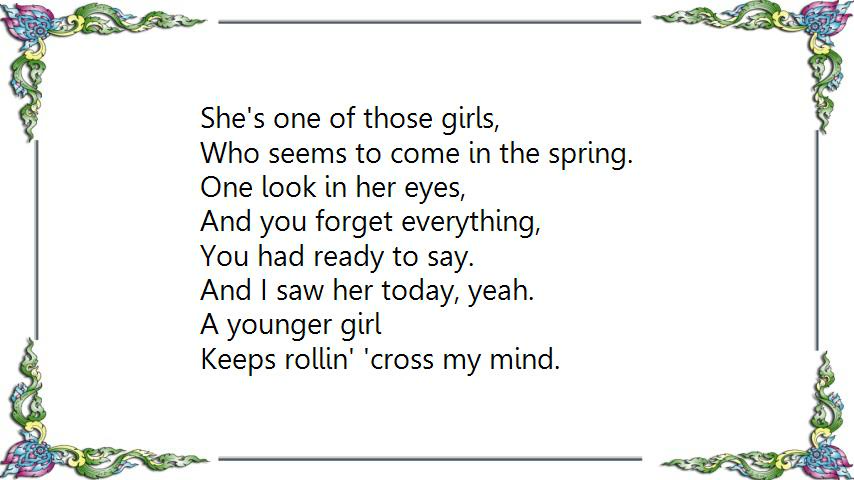 She's one of those girls,
Who seems to come in the spring.
One look in her eyes,
And you forget everything,
You had ready to say.
And I saw her today, yeah.
A younger girl
Keeps rollin' 'cross my mind.